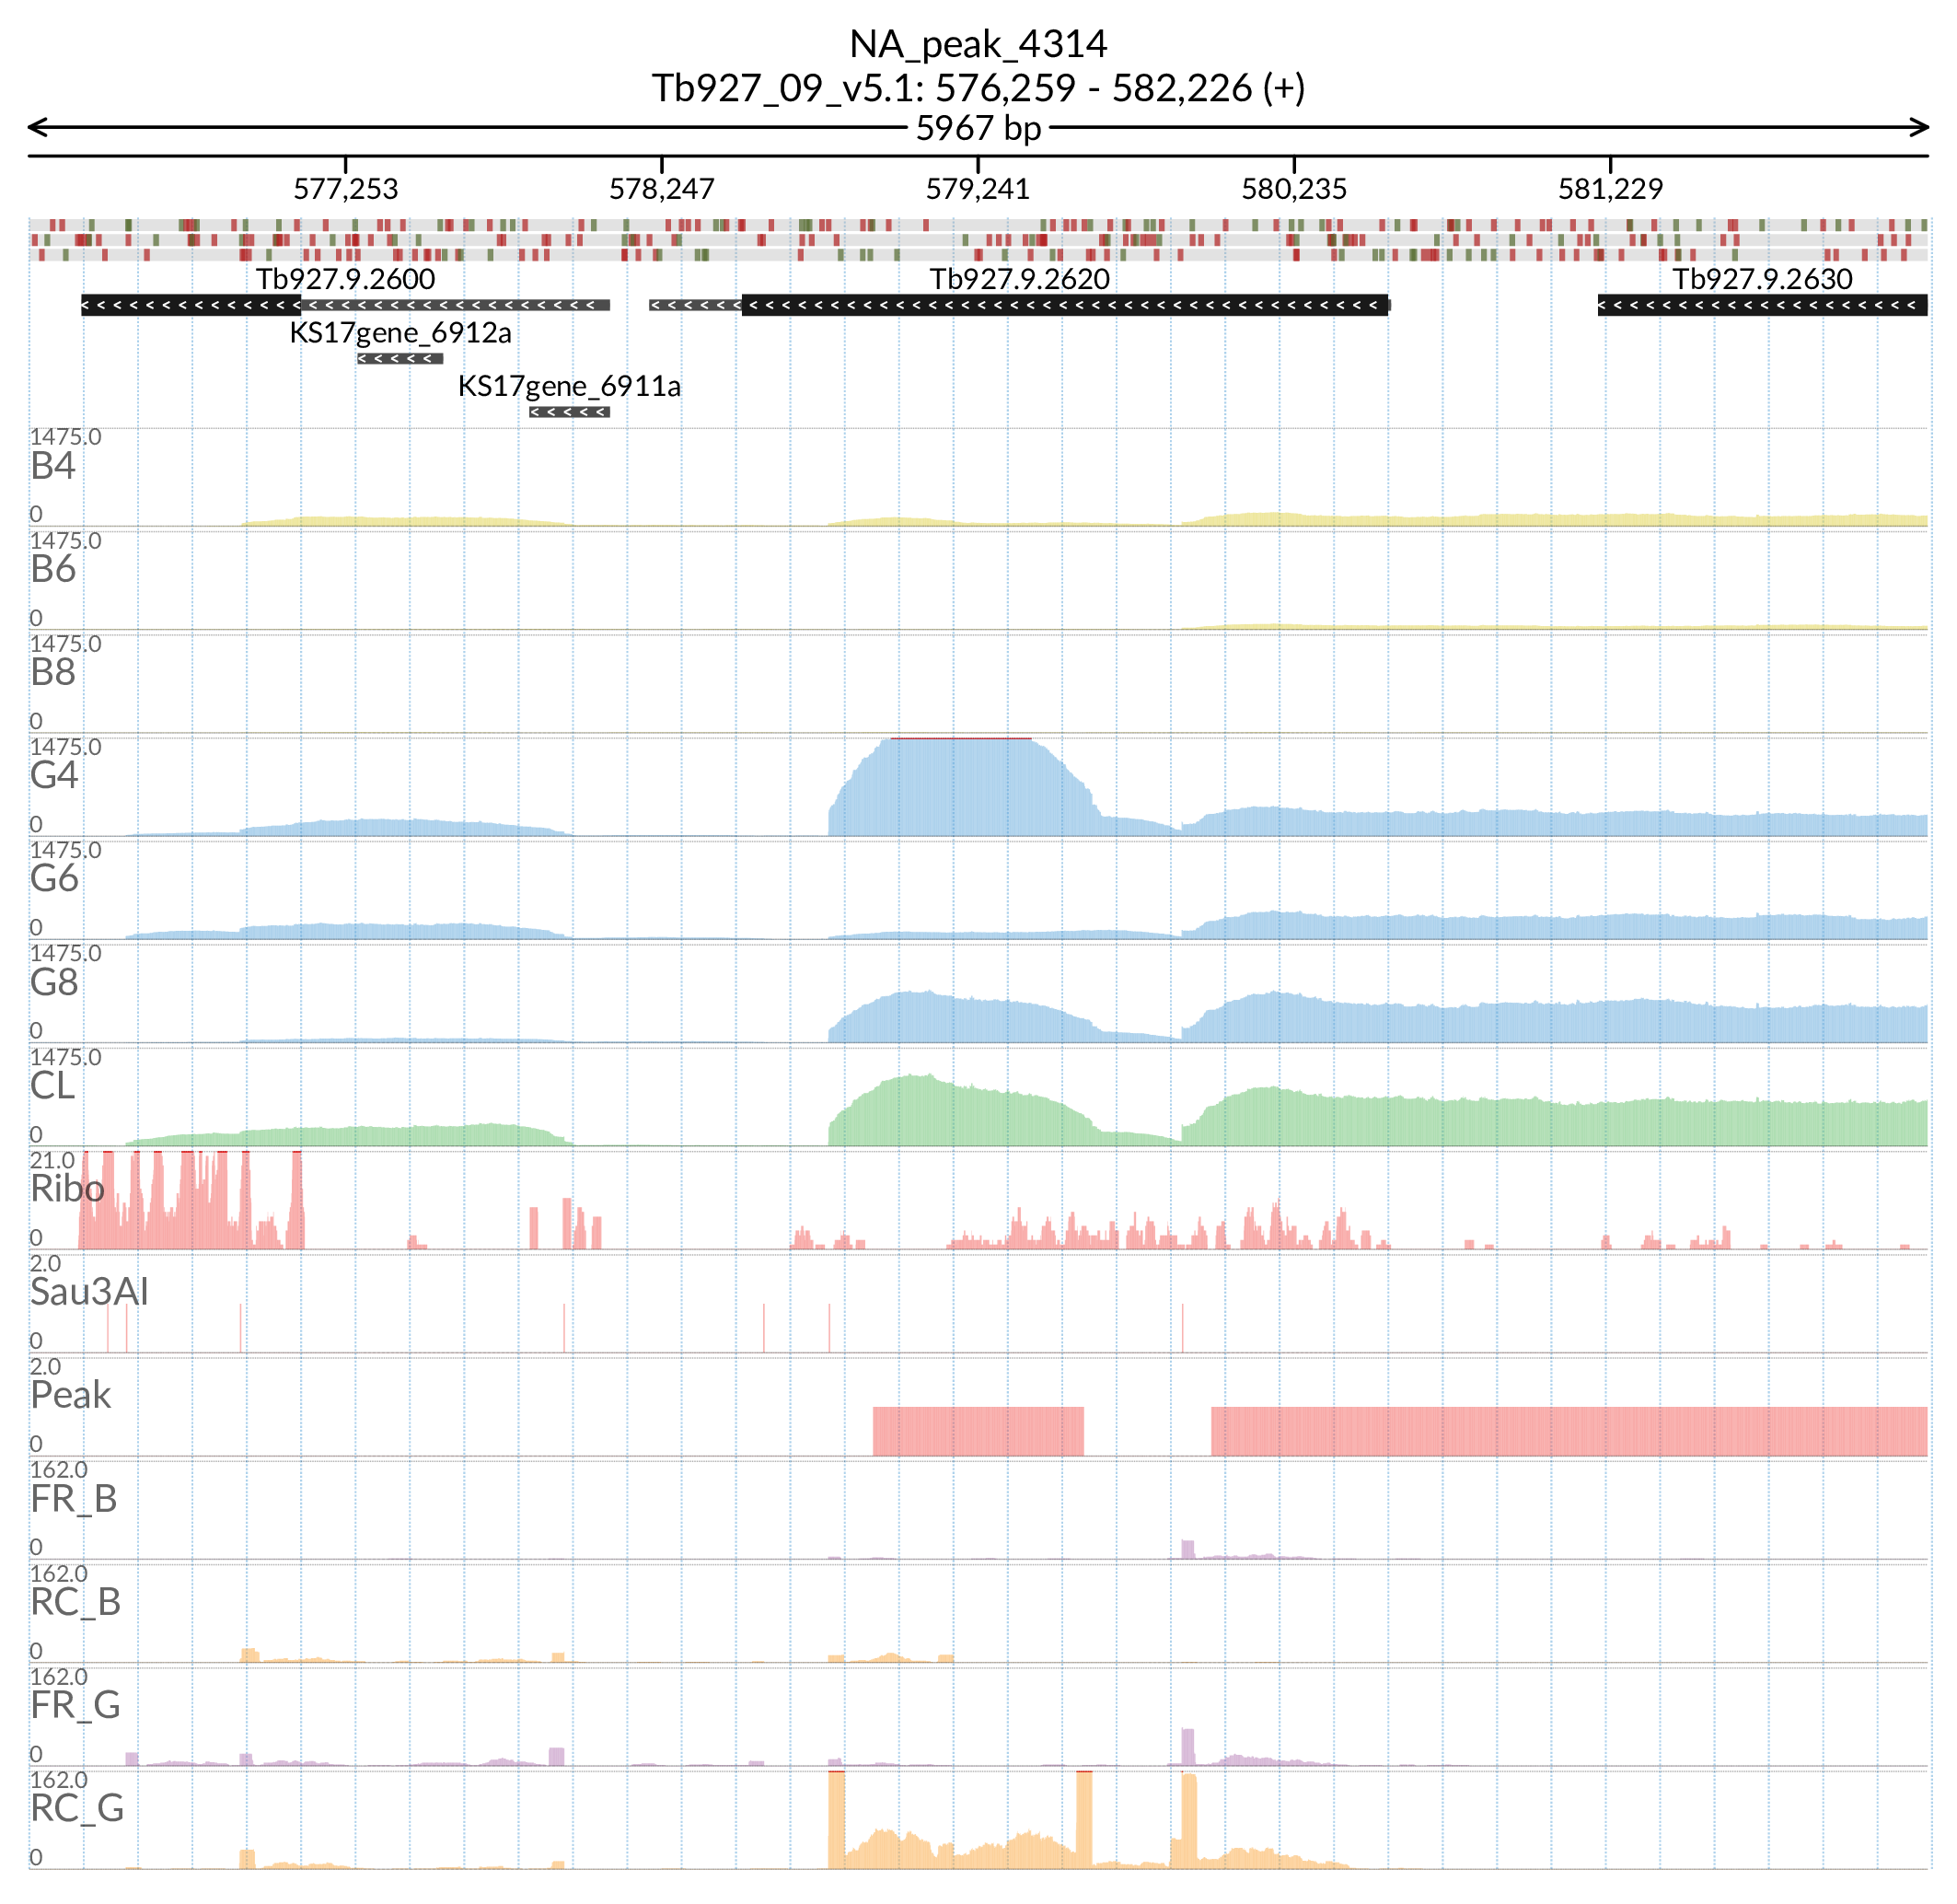 NA_peak_4314
Tb927_09_v5.1: 576,259 - 582,226 (+)
5967 bp
577,253 578,247 579,241 580,235 581,229
Tb927.9.2600 Tb927.9.2620 Tb927.9.2630
KS17gene_6912a
KS17gene_6911a
1475.0
B4
0
1475.0
B6
0
1475.0
B8
0
1475.0
G4
0
1475.0
G6
0
1475.0
G8
0
1475.0
CL
0
21.0
Ribo
0
2.0
Sau3AI
0
2.0
Peak
0
162.0
FR_B
0
162.0
RC_B
0
162.0
FR_G
0
162.0
RC_G
0